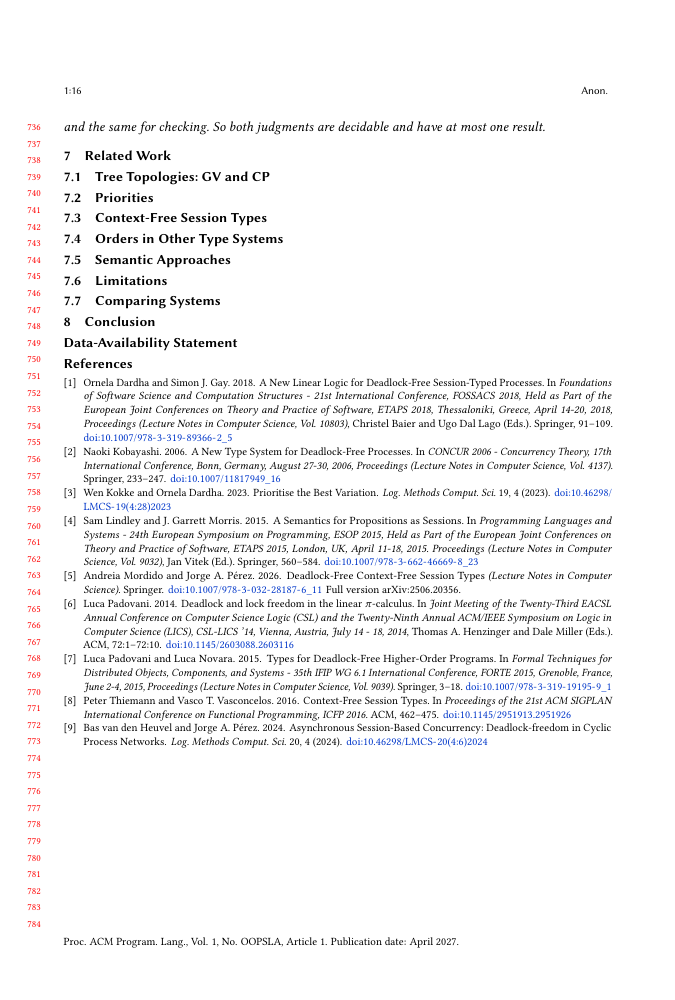 1:16 Anon.
736 and the same for checking. So both judgments are decidable and have at most one result.
737
738 7 Related Work
739 7.1 Tree Topologies: GV and CP
740 7.2 Priorities
741
742 7.3 Context-Free Session Types
743 7.4 Orders in Other Type Systems
744 7.5 Semantic Approaches
745 7.6 Limitations
746
747 7.7 Comparing Systems
748 8 Conclusion
749 Data-Availability Statement
750 References
751 [1] Ornela Dardha and Simon J. Gay. 2018. A New Linear Logic for Deadlock-Free Session-Typed Processes. In Foundations
752 of Software Science and Computation Structures - 21st International Conference, FOSSACS 2018, Held as Part of the
753 European Joint Conferences on Theory and Practice of Software, ETAPS 2018, Thessaloniki, Greece, April 14-20, 2018,
754 Proceedings (Lecture Notes in Computer Science, Vol. 10803), Christel Baier and Ugo Dal Lago (Eds.). Springer, 91–109.
755 doi:10.1007/978-3-319-89366-2_5
[2] Naoki Kobayashi. 2006. A New Type System for Deadlock-Free Processes. In CONCUR 2006 - Concurrency Theory, 17th
756 International Conference, Bonn, Germany, August 27-30, 2006, Proceedings (Lecture Notes in Computer Science, Vol. 4137).
757 Springer, 233–247. doi:10.1007/11817949_16
758 [3] Wen Kokke and Ornela Dardha. 2023. Prioritise the Best Variation. Log. Methods Comput. Sci. 19, 4 (2023). doi:10.46298/
759 LMCS-19(4:28)2023
760 [4] Sam Lindley and J. Garrett Morris. 2015. A Semantics for Propositions as Sessions. In Programming Languages and
Systems - 24th European Symposium on Programming, ESOP 2015, Held as Part of the European Joint Conferences on
761 Theory and Practice of Software, ETAPS 2015, London, UK, April 11-18, 2015. Proceedings (Lecture Notes in Computer
762 Science, Vol. 9032), Jan Vitek (Ed.). Springer, 560–584. doi:10.1007/978-3-662-46669-8_23
763 [5] Andreia Mordido and Jorge A. Pérez. 2026. Deadlock-Free Context-Free Session Types (Lecture Notes in Computer
764 Science). Springer. doi:10.1007/978-3-032-28187-6_11 Full version arXiv:2506.20356.
765 [6] Luca Padovani. 2014. Deadlock and lock freedom in the linear π-calculus. In Joint Meeting of the Twenty-Third EACSL
Annual Conference on Computer Science Logic (CSL) and the Twenty-Ninth Annual ACM/IEEE Symposium on Logic in
766 Computer Science (LICS), CSL-LICS '14, Vienna, Austria, July 14 - 18, 2014, Thomas A. Henzinger and Dale Miller (Eds.).
767 ACM, 72:1–72:10. doi:10.1145/2603088.2603116
768 [7] Luca Padovani and Luca Novara. 2015. Types for Deadlock-Free Higher-Order Programs. In Formal Techniques for
769 Distributed Objects, Components, and Systems - 35th IFIP WG 6.1 International Conference, FORTE 2015, Grenoble, France,
770 June 2-4, 2015, Proceedings (Lecture Notes in Computer Science, Vol. 9039). Springer, 3–18. doi:10.1007/978-3-319-19195-9_1
771 [8] Peter Thiemann and Vasco T. Vasconcelos. 2016. Context-Free Session Types. In Proceedings of the 21st ACM SIGPLAN
International Conference on Functional Programming, ICFP 2016. ACM, 462–475. doi:10.1145/2951913.2951926
772 [9] Bas van den Heuvel and Jorge A. Pérez. 2024. Asynchronous Session-Based Concurrency: Deadlock-freedom in Cyclic
773 Process Networks. Log. Methods Comput. Sci. 20, 4 (2024). doi:10.46298/LMCS-20(4:6)2024
774
775
776
777
778
779
780
781
782
783
784
Proc. ACM Program. Lang., Vol. 1, No. OOPSLA, Article 1. Publication date: April 2027.